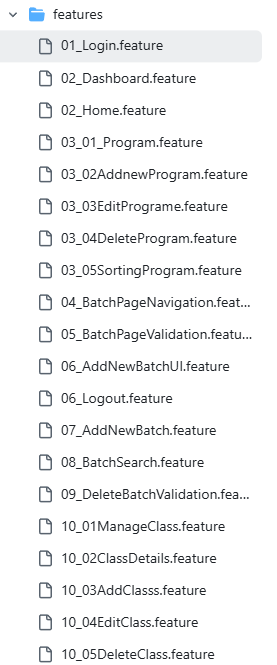 features
01_Login.feature
02_Dashboard.feature
02_Home.feature
03_01_Program.feature
03_02AddnewProgram.feature
03_03EditPrograme.feature
03_04DeleteProgram.feature
03_05SortingProgram.feature
04_BatchPageNavigation.feat...
05_BatchPageValidation.featu...
06_AddNewBatchUI.feature
06_Logout.feature
07_AddNewBatch.feature
08_BatchSearch.feature
09_DeleteBatchValidation.fea...
10_01ManageClass.feature
10_02ClassDetails.feature
10_03AddClasss.feature
10_04EditClass.feature
10_05DeleteClass.feature